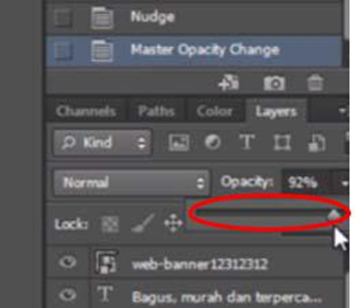 Nudge
Master Opacity Change
Channels Paths Color Layers
Kind
Normal Opacity: 92%
Lock:
web-banner12312312
T Bagus, murah dan terperca...